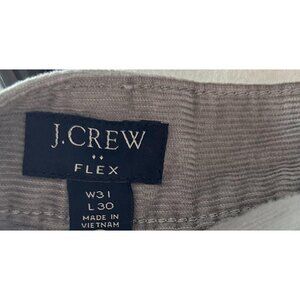 J.CREW
FLEX
W31
L30
MADE IN
VIETNAM